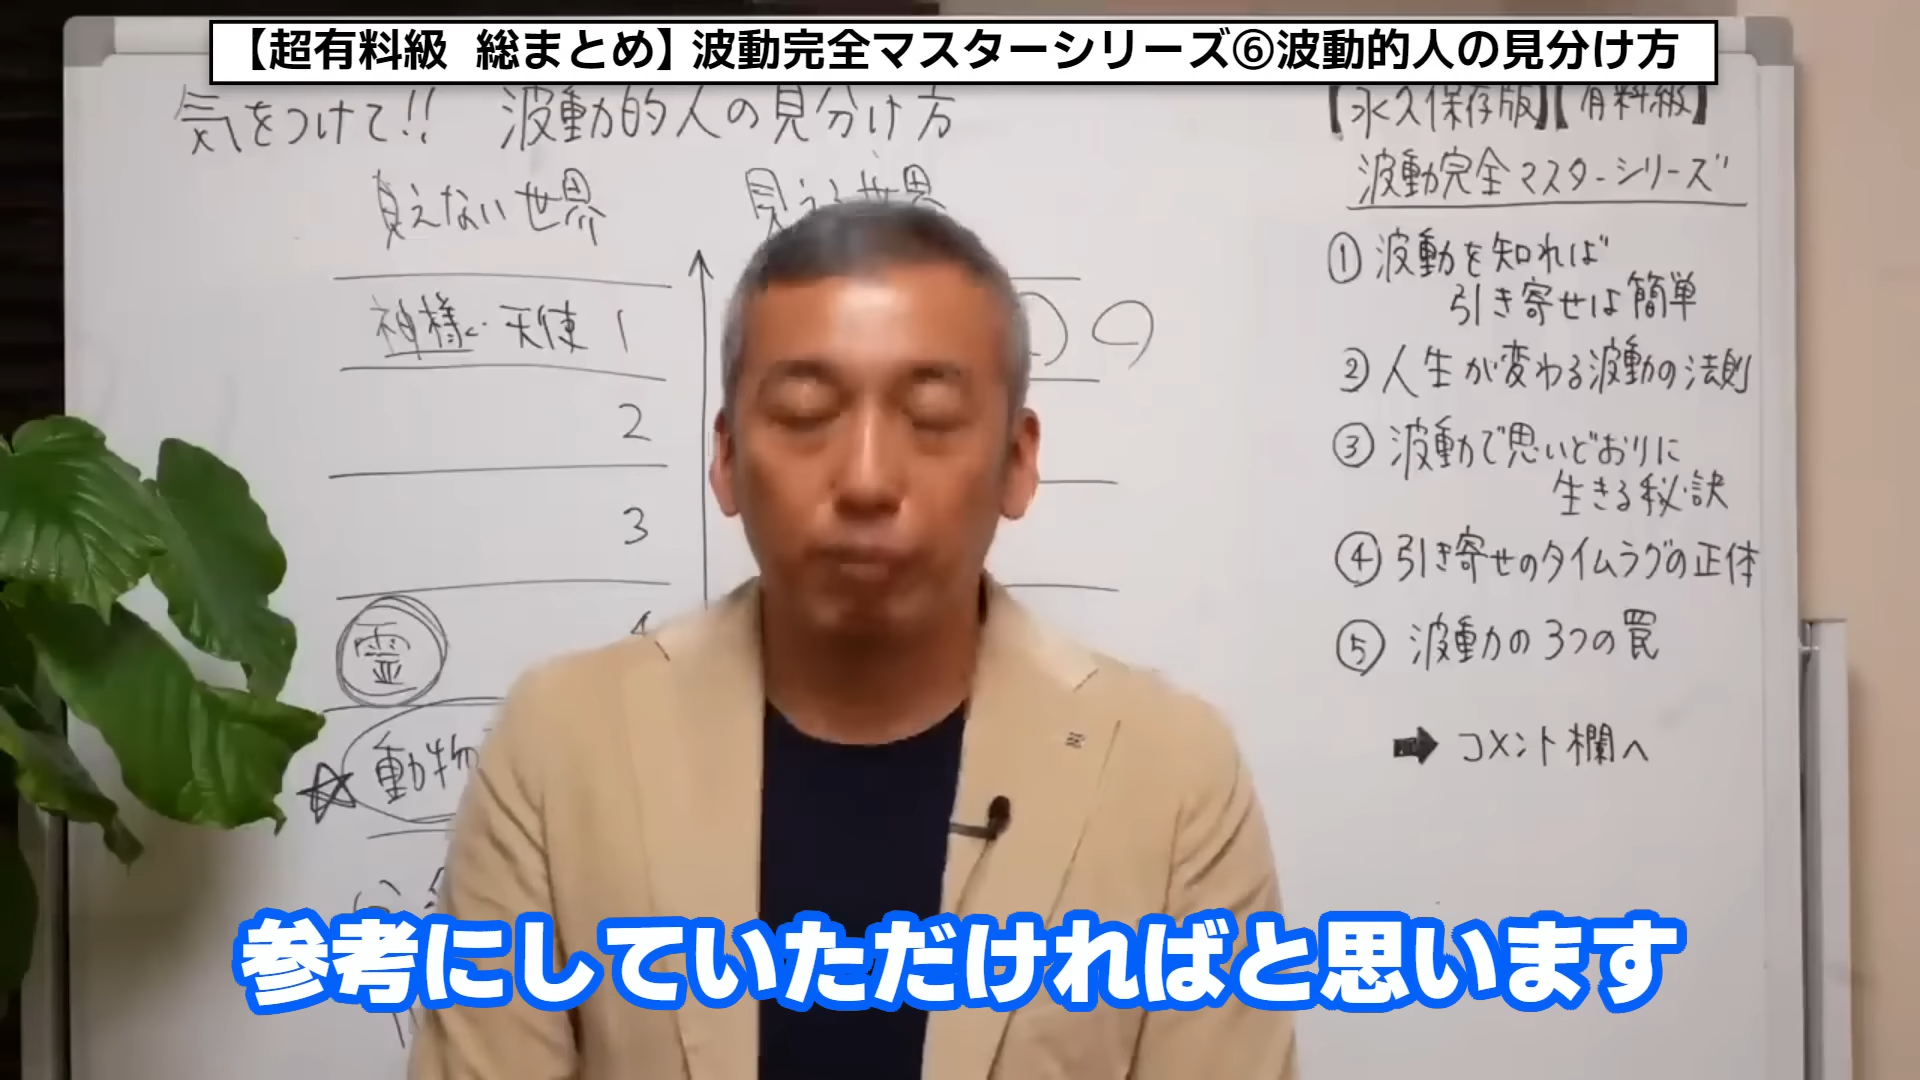 【超有料級 総まとめ】波動完全マスターシリーズ⑥波動的人の見分け方
気をつけて!! 波動的人の見分け方
見えない世界
見える世界
神様・天使 1
2
3
4
霊
☆動物
【永久保存版】【有料級】
波動完全マスターシリーズ
① 波動を知れば
引き寄せは簡単
② 人生が変わる波動の法則
③ 波動で思いどおりに
生きる秘訣
④ 引き寄せのタイムラグの正体
⑤ 波動の3つの罠
➡ コメント欄へ
参考にしていただければと思います